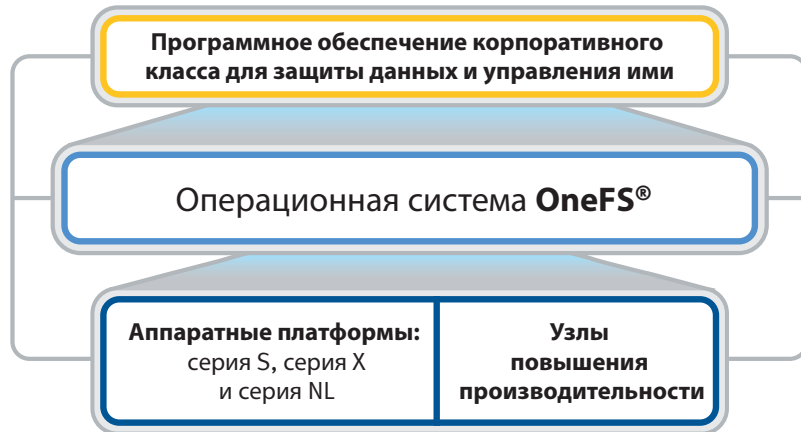 Программное обеспечение корпоративного
класса для защиты данных и управления ими
Операционная система OneFS®
Аппаратные платформы:
серия S, серия X
и серия NL
Узлы
повышения
производительности